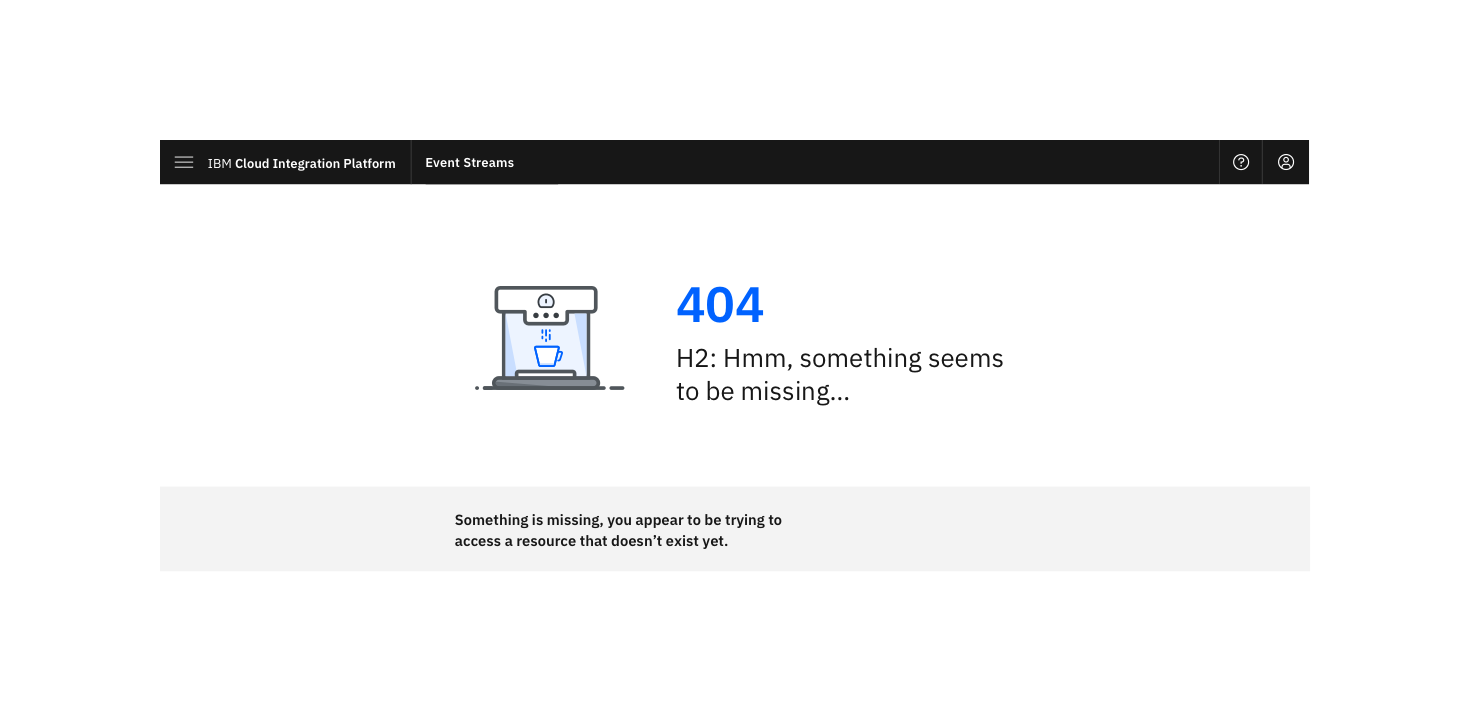 IBM Cloud Integration Platform
Event Streams
404
H2: Hmm, something seems
to be missing...
Something is missing, you appear to be trying to
access a resource that doesn’t exist yet.